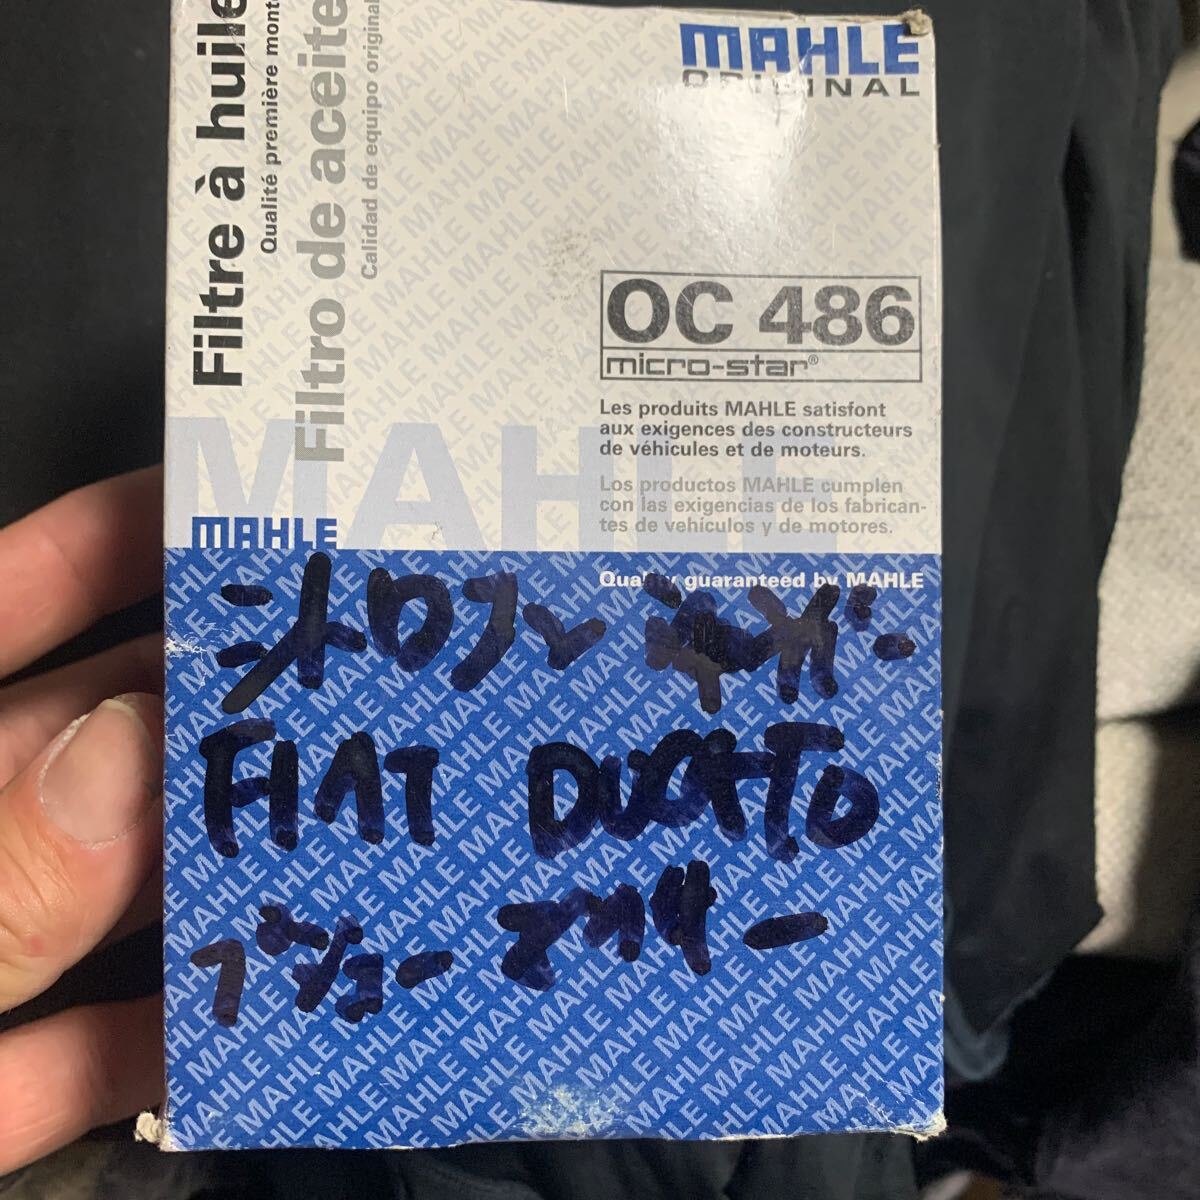 Filtre à huile
Qualité première mont
Filtro de aceite
Calidad de equipo original
MAHLE
ORIGINAL
OC 486
micro-star®
Les produits MAHLE satisfont
aux exigences des constructeurs
de véhicules et de moteurs.
Los productos MAHLE cumplen
con las exigencias de los fabrican-
tes de vehículos y de motores.
MAHLE
MAHLE
Quality guaranteed by MAHLE
シトロエン
FIAT DUCATO
プジョー